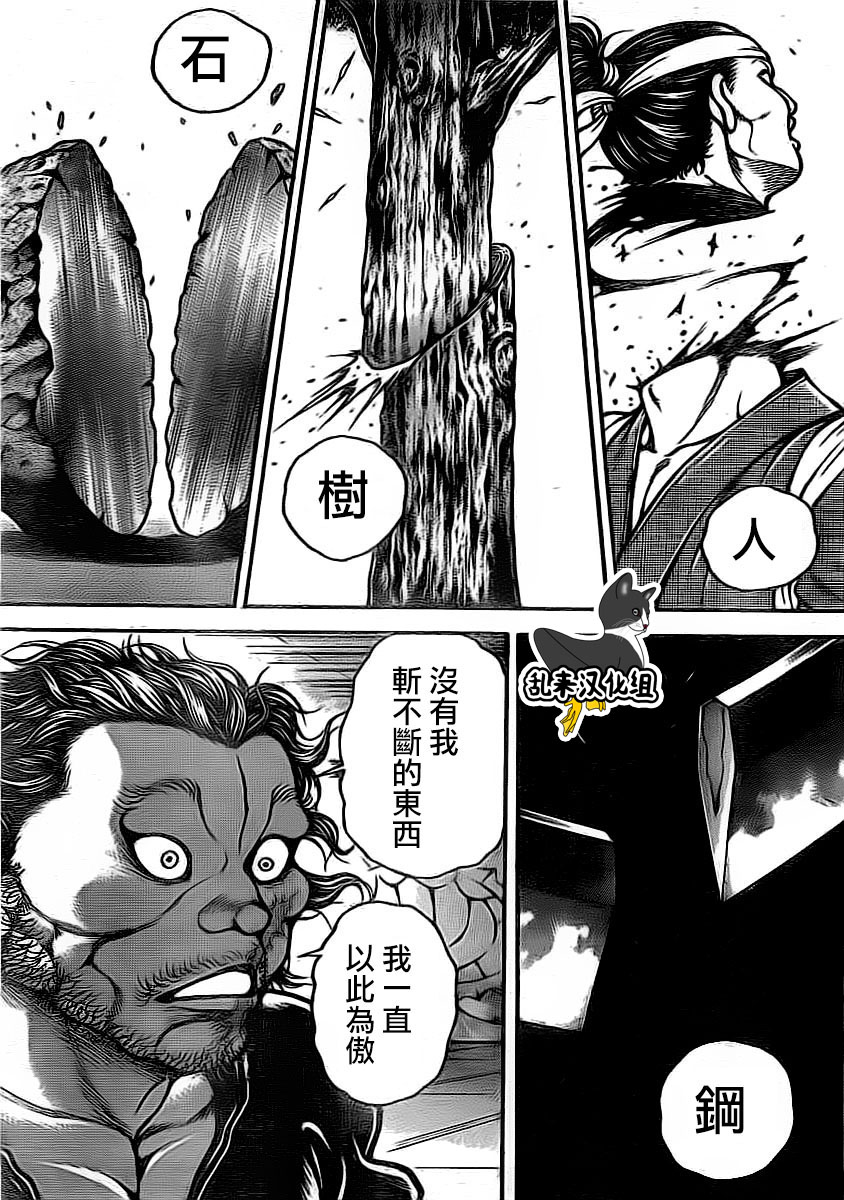 人
樹
石
鋼
沒有我
斬不斷的東西
我一直
以此為傲
乱来汉化组